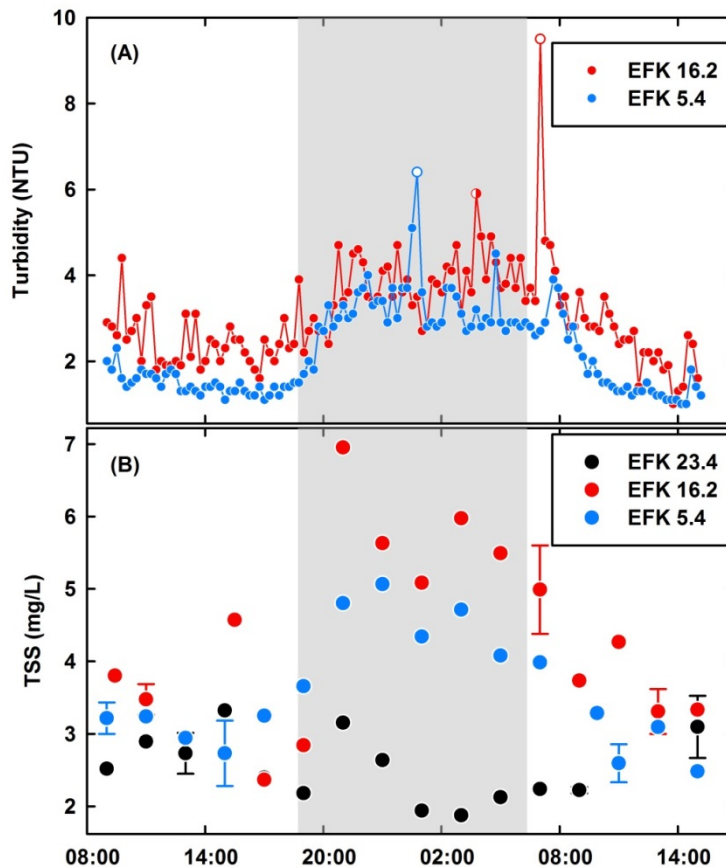 (A)
EFK 16.2
EFK 5.4
Turbidity (NTU)
10
8
6
4
2
(B)
EFK 23.4
EFK 16.2
EFK 5.4
TSS (mg/L)
7
6
5
4
3
2
08:00 14:00 20:00 02:00 08:00 14:00